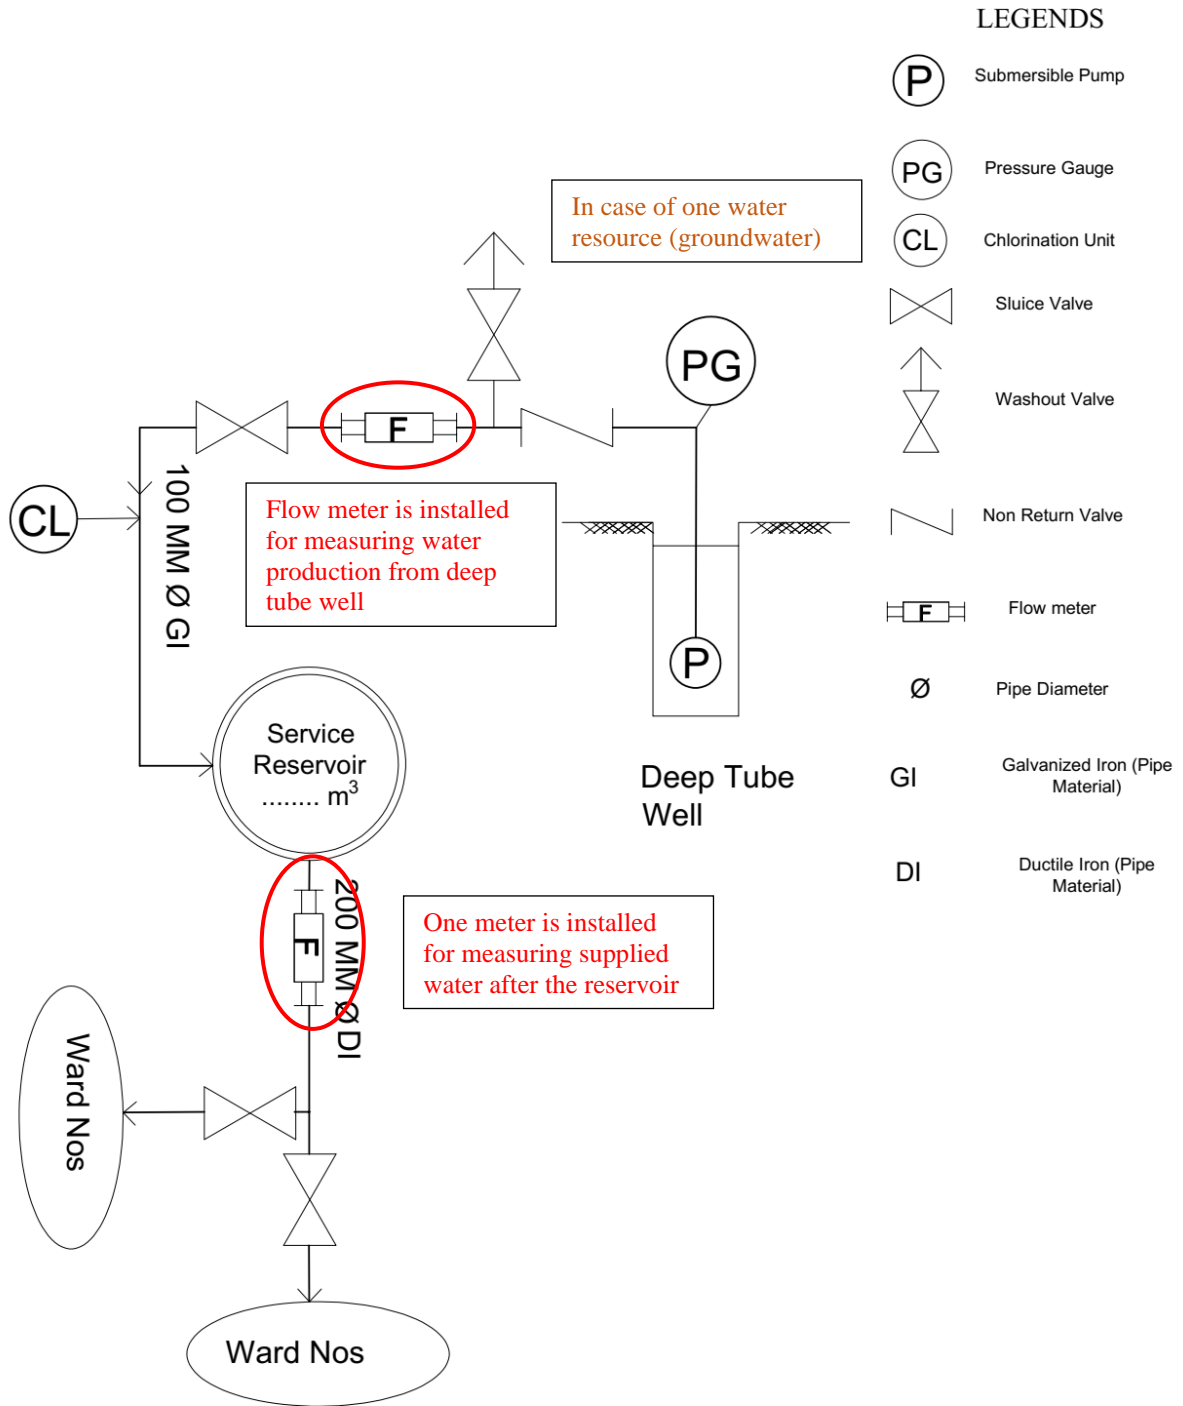 LEGENDS
P
Submersible Pump
PG
Pressure Gauge
CL
Chlorination Unit
Sluice Valve
Washout Valve
Non Return Valve
F
Flow meter
Ø
Pipe Diameter
GI
Galvanized Iron (Pipe
Material)
DI
Ductile Iron (Pipe
Material)
In case of one water
resource (groundwater)
PG
F
CL
100 MM Ø GI
Flow meter is installed
for measuring water
production from deep
tube well
P
Deep Tube
Well
Service
Reservoir
........ m³
F
200 MM Ø DI
One meter is installed
for measuring supplied
water after the reservoir
Ward Nos
Ward Nos